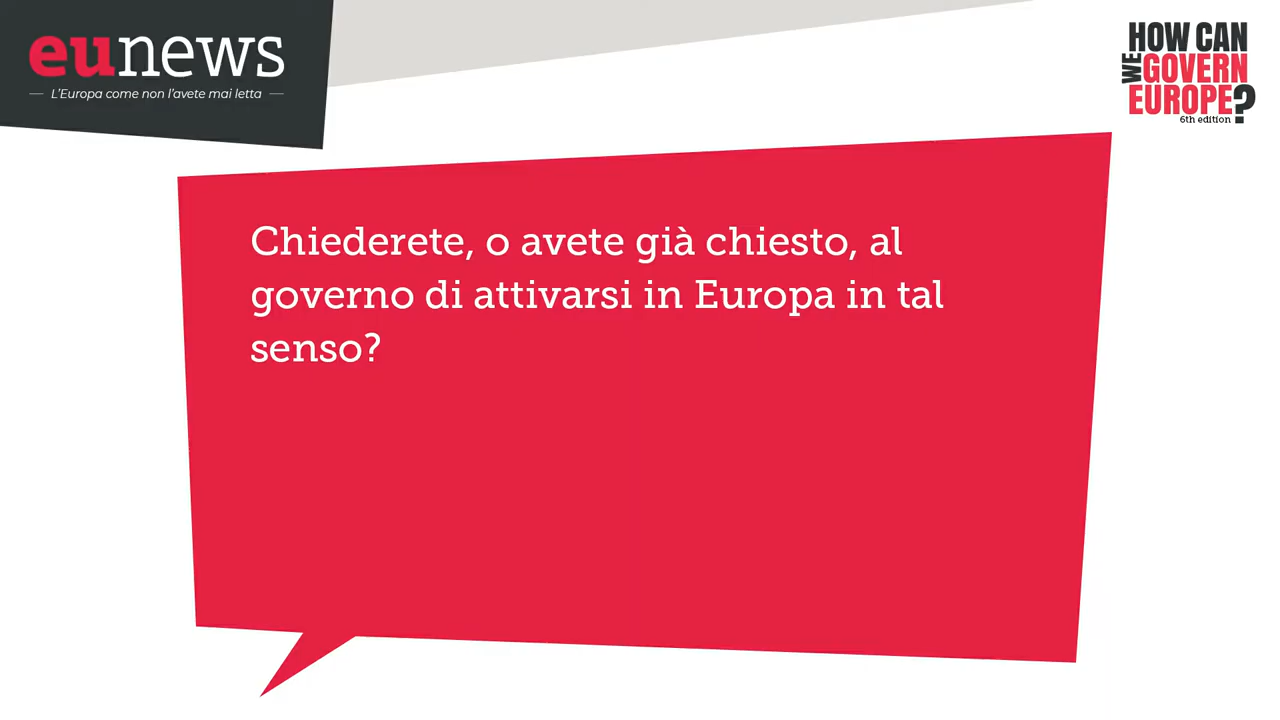 eunews
L'Europa come non l'avete mai letta
HOW CAN
WE GOVERN
EUROPE?
6th edition
Chiederete, o avete già chiesto, al
governo di attivarsi in Europa in tal
senso?